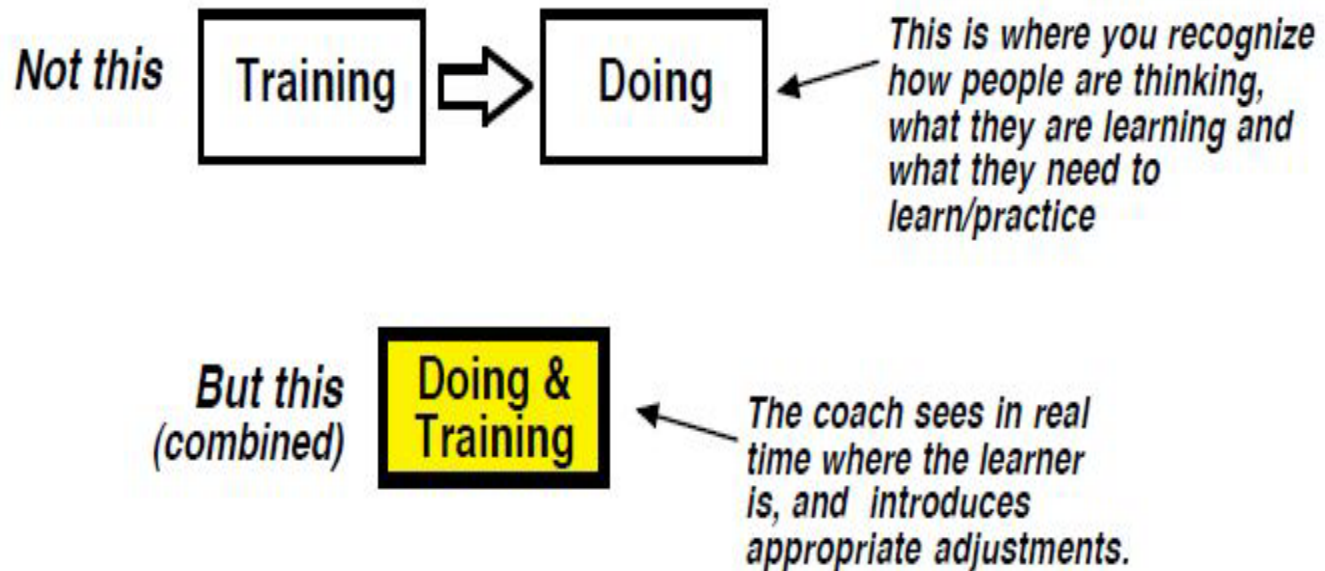 Not this
Training
Doing
This is where you recognize
how people are thinking,
what they are learning and
what they need to
learn/practice
But this
(combined)
Doing &
Training
The coach sees in real
time where the learner
is, and introduces
appropriate adjustments.